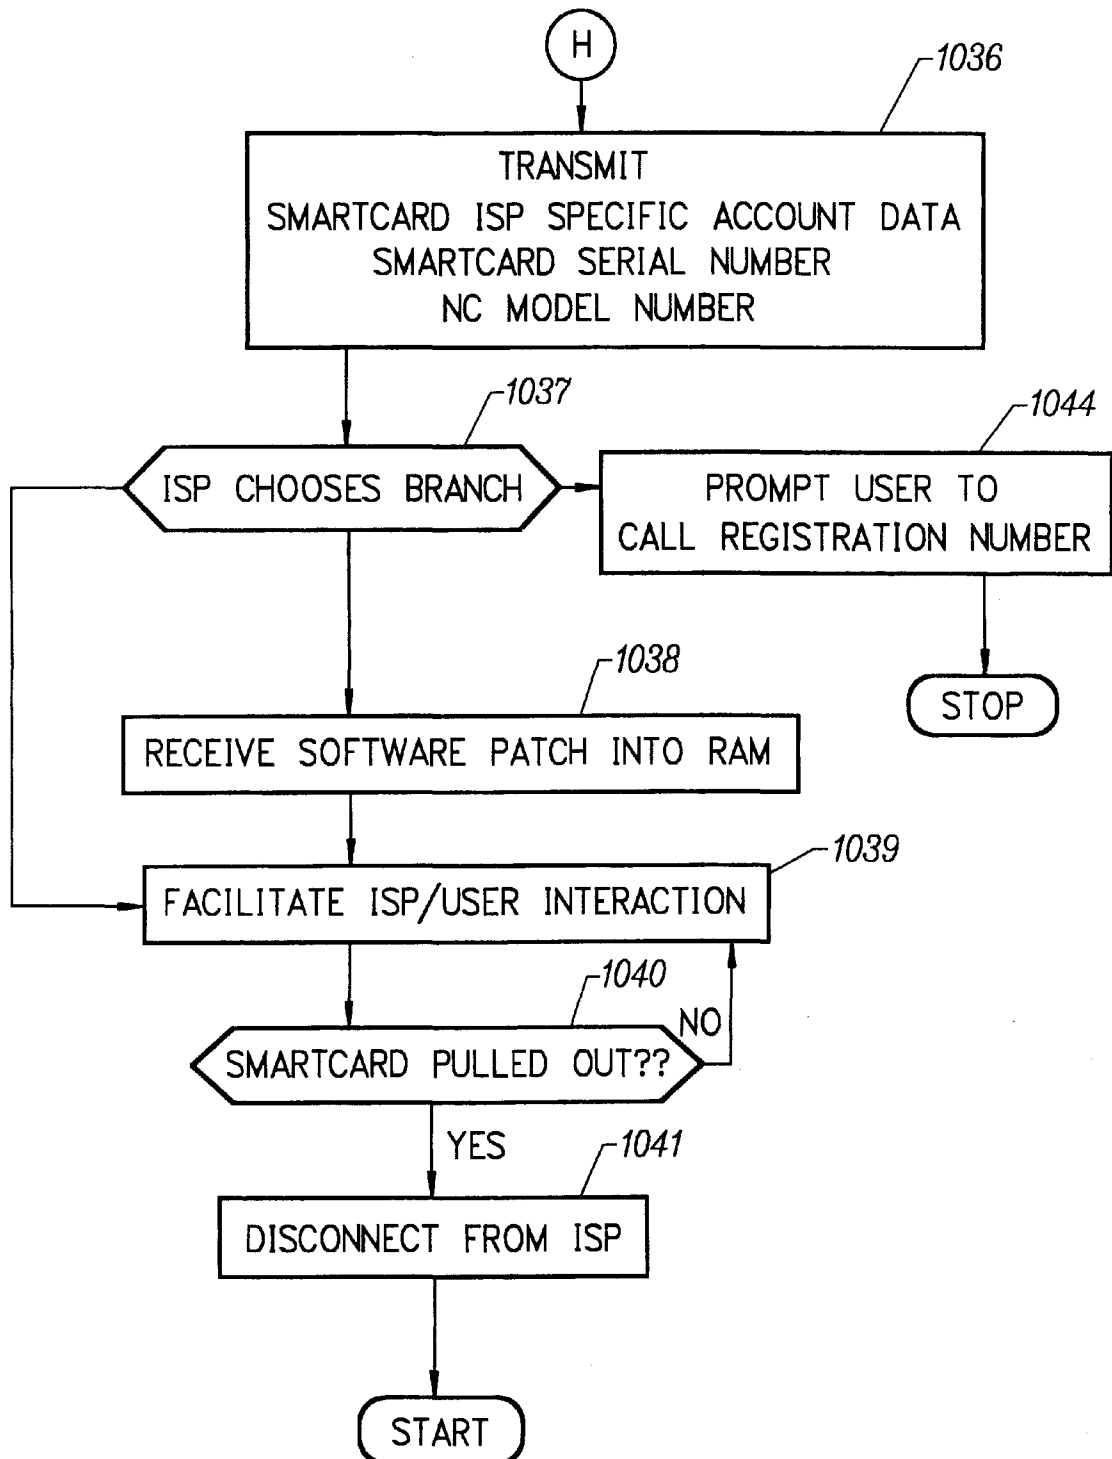 H
1036
TRANSMIT
SMARTCARD ISP SPECIFIC ACCOUNT DATA
SMARTCARD SERIAL NUMBER
NC MODEL NUMBER
1037
ISP CHOOSES BRANCH
1044
PROMPT USER TO
CALL REGISTRATION NUMBER
STOP
1038
RECEIVE SOFTWARE PATCH INTO RAM
1039
FACILITATE ISP/USER INTERACTION
1040
NO
SMARTCARD PULLED OUT??
YES
1041
DISCONNECT FROM ISP
START